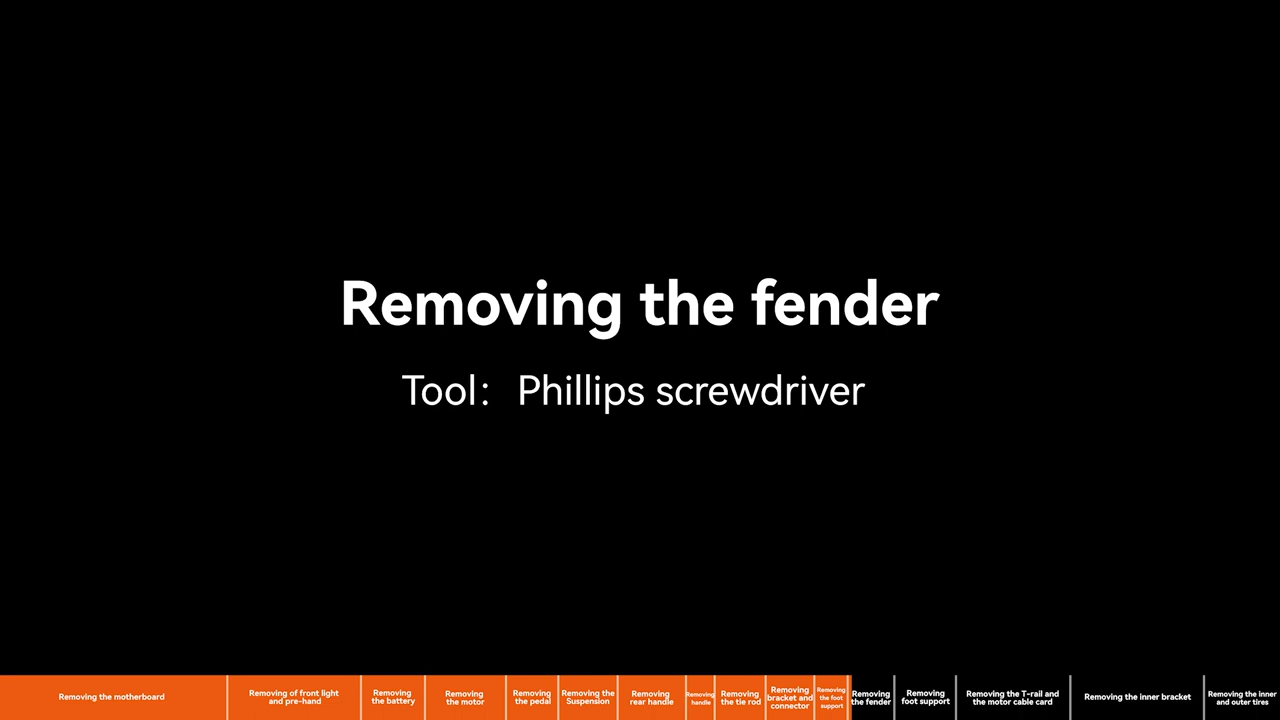 Removing the fender
Tool: Phillips screwdriver
Removing the motherboard
Removing of front light
and pre-hand
Removing
the battery
Removing
the motor
Removing
the pedal
Removing the
Suspension
Removing
rear handle
Removing
handle
Removing
the tie rod
Removing
bracket and
connector
Removing
the foot
support
Removing
the fender
Removing
foot support
Removing the T-rail and
the motor cable card
Removing the inner bracket
Removing the inner
and outer tires